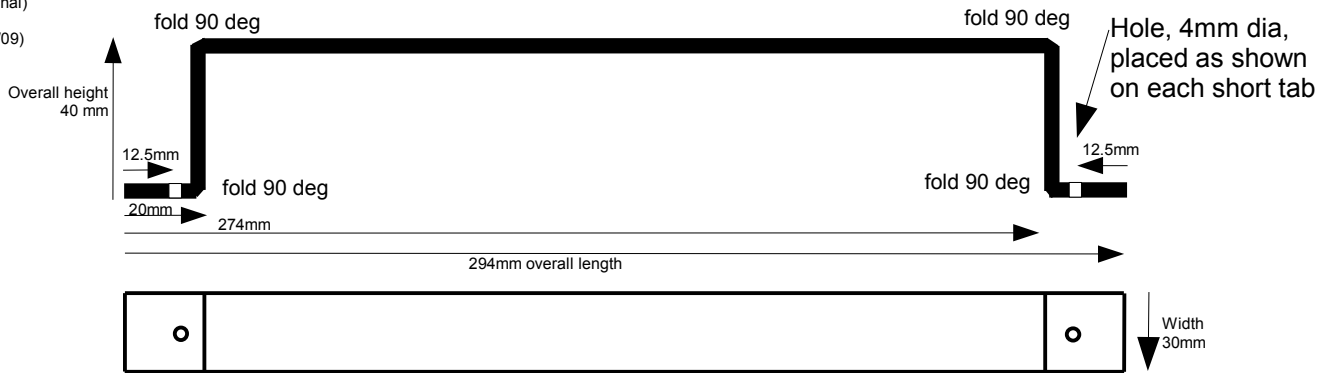 nal)
/09)
fold 90 deg
fold 90 deg
Hole, 4mm dia,
placed as shown
on each short tab
Overall height
40 mm
12.5mm
12.5mm
fold 90 deg
fold 90 deg
20mm
274mm
294mm overall length
Width
30mm